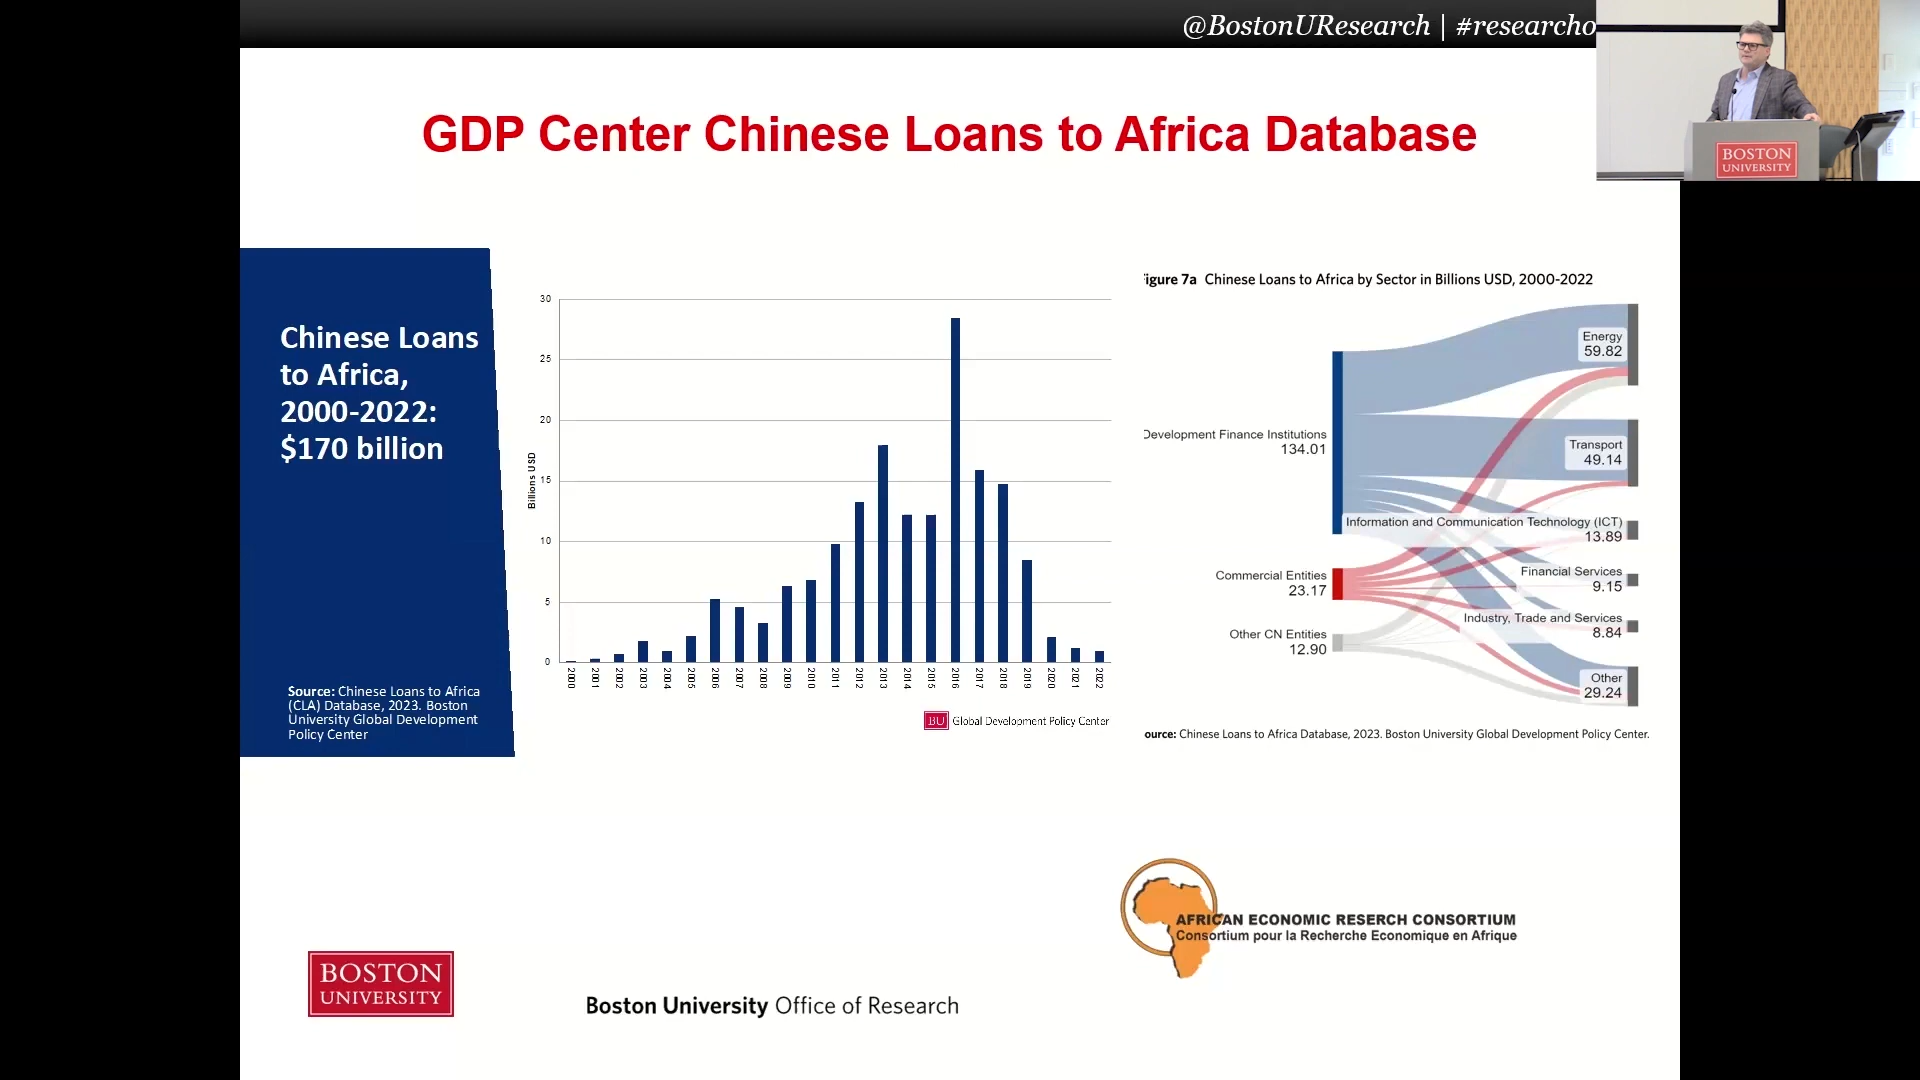 @BostonUResearch | #researcho
BOSTON
UNIVERSITY
GDP Center Chinese Loans to Africa Database
Chinese Loans
to Africa,
2000-2022:
$170 billion
Source: Chinese Loans to Africa
(CLA) Database, 2023. Boston
University Global Development
Policy Center
Billions USD
30
25
20
15
10
5
0
2000
2001
2002
2003
2004
2005
2006
2007
2008
2009
2010
2011
2012
2013
2014
2015
2016
2017
2018
2019
2020
2021
2022
BU Global Development Policy Center
igure 7a Chinese Loans to Africa by Sector in Billions USD, 2000-2022
Development Finance Institutions
134.01
Commercial Entities
23.17
Other CN Entities
12.90
Energy
59.82
Transport
49.14
Information and Communication Technology (ICT)
13.89
Financial Services
9.15
Industry, Trade and Services
8.84
Other
29.24
ource: Chinese Loans to Africa Database, 2023. Boston University Global Development Policy Center.
AFRICAN ECONOMIC RESERCH CONSORTIUM
Consortium pour la Recherche Economique en Afrique
BOSTON
UNIVERSITY
Boston University Office of Research